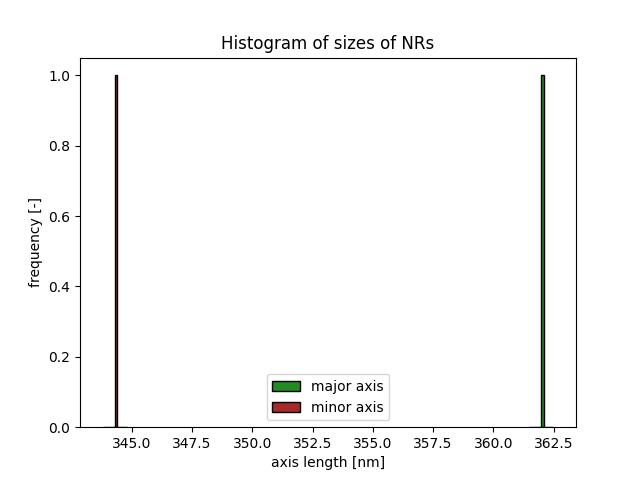 Histogram of sizes of NRs
frequency [-]
1.0
0.8
0.6
0.4
0.2
0.0
major axis
minor axis
345.0 347.5 350.0 352.5 355.0 357.5 360.0 362.5
axis length [nm]